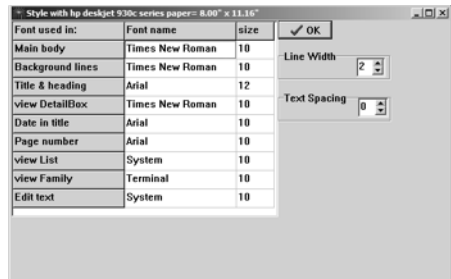 Style with hp deskjet 930c series paper= 8.00" x 11.16"
Font used in: Font name size
Main body Times New Roman 10
Background lines Times New Roman 10
Title & heading Arial 12
view DetailBox Times New Roman 10
Date in title Arial 10
Page number Arial 10
view List System 10
view Family Terminal 10
Edit text System 10
OK
Line Width
2
Text Spacing
0